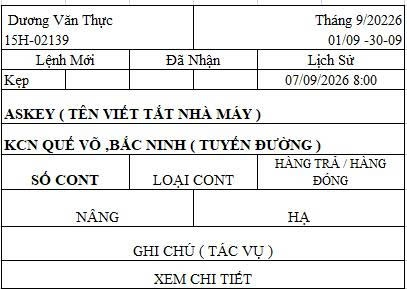 Dương Văn Thực Tháng 9/20226
15H-02139 01/09 -30-09
Lệnh Mới Đã Nhận Lịch Sử
Kẹp 07/09/2026 8:00
ASKEY ( TÊN VIẾT TẮT NHÀ MÁY )
KCN QUẾ VÕ ,BẮC NINH ( TUYẾN ĐƯỜNG )
SỐ CONT LOẠI CONT HÀNG TRẢ / HÀNG
ĐÓNG
NÂNG HẠ
GHI CHÚ ( TÁC VỤ )
XEM CHI TIẾT